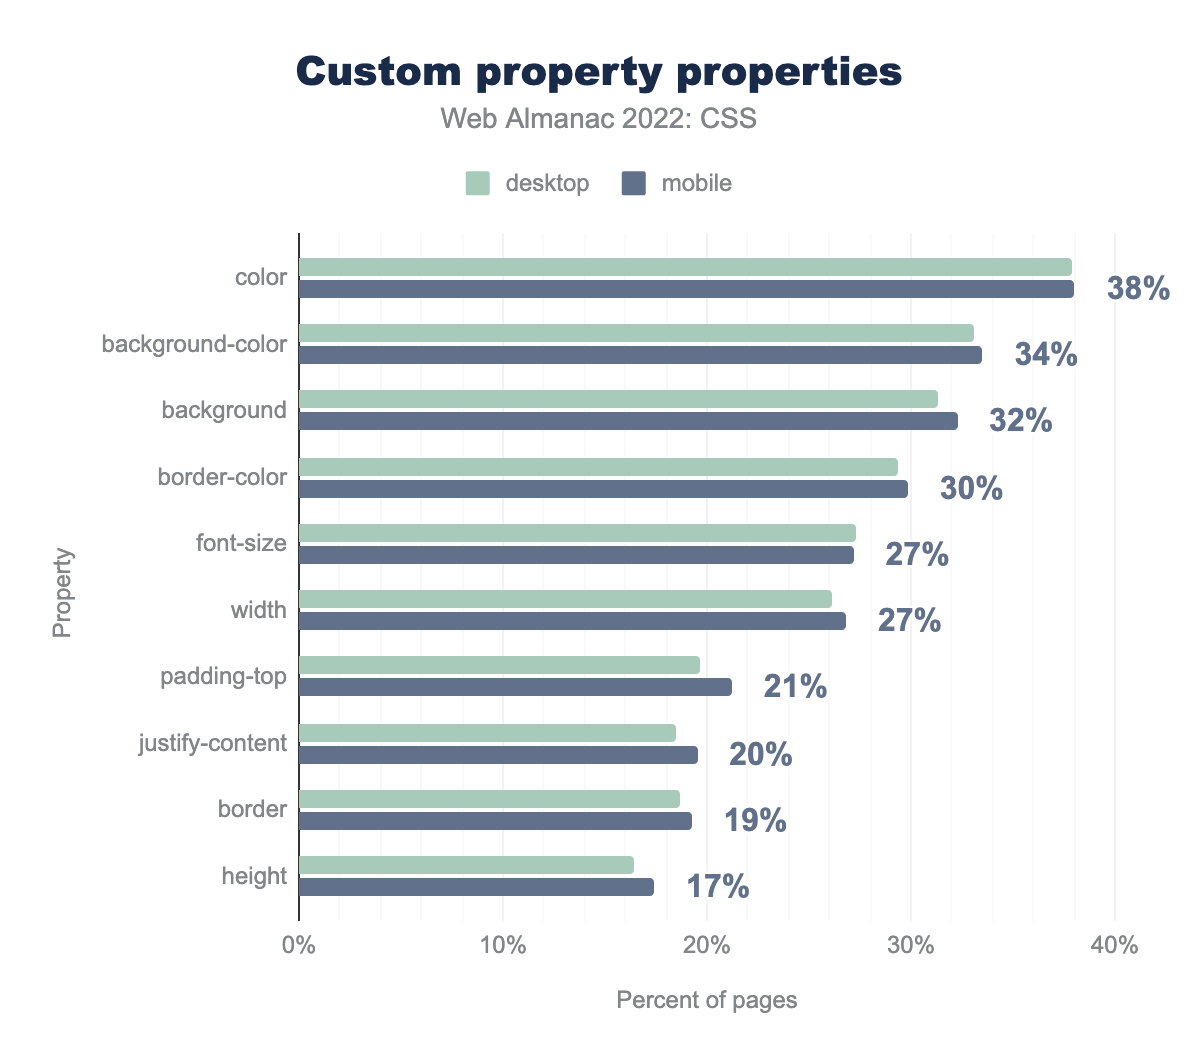 Custom property properties
Web Almanac 2022: CSS
desktop mobile
color 38%
background-color 34%
background 32%
border-color 30%
font-size 27%
width 27%
padding-top 21%
justify-content 20%
border 19%
height 17%
Property
0% 10% 20% 30% 40%
Percent of pages